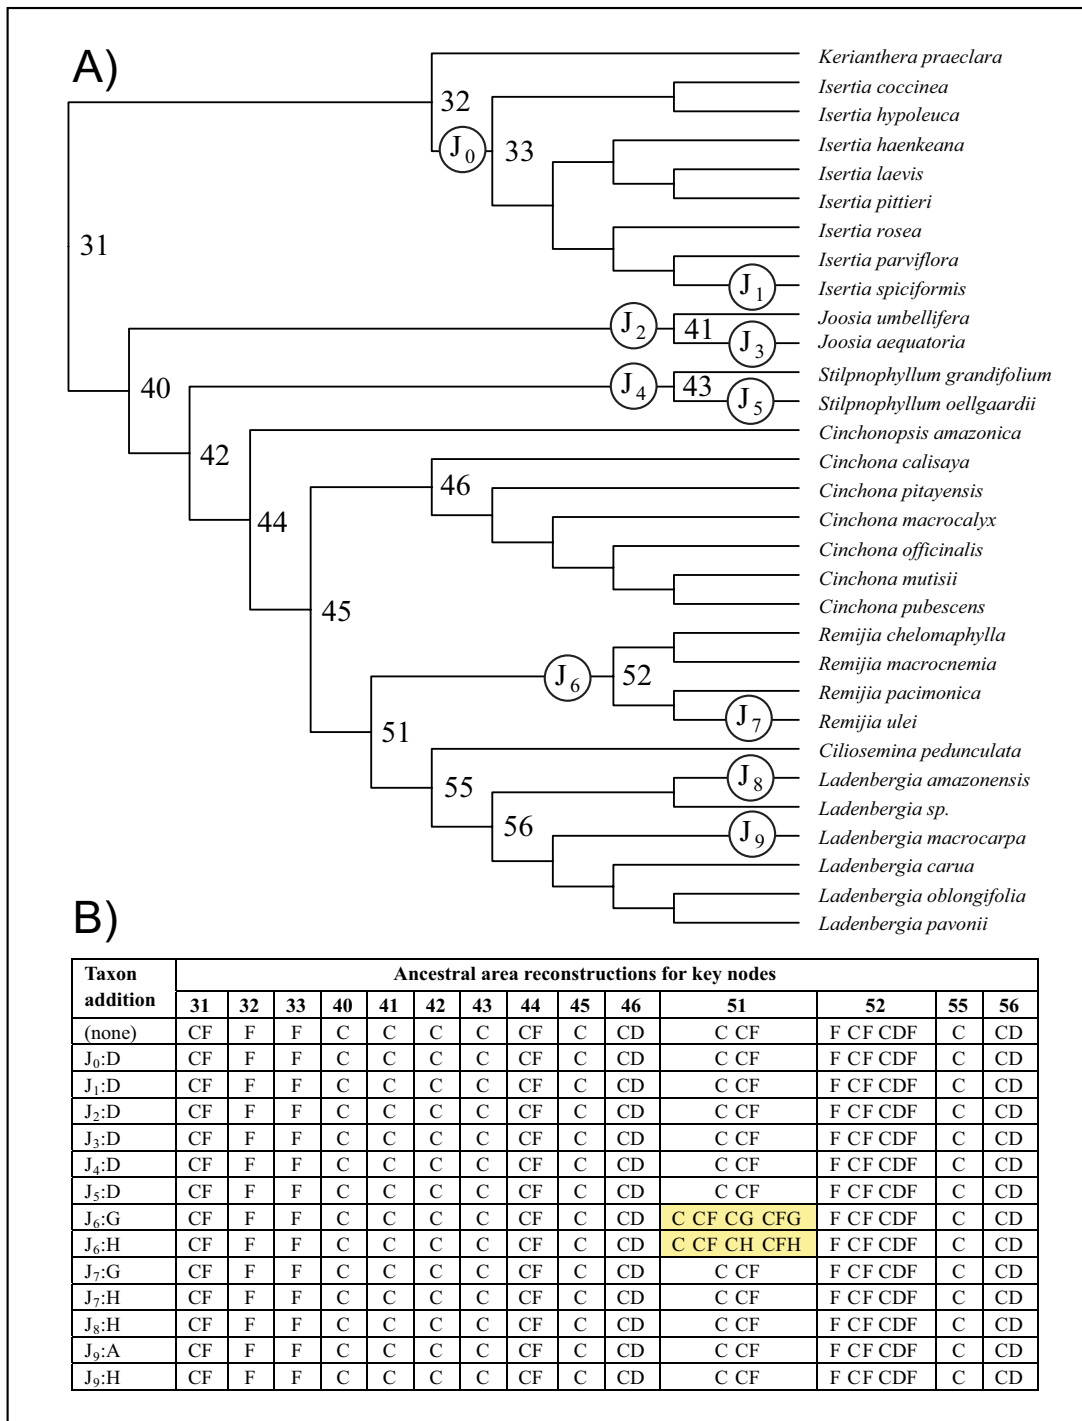 A)
Kerianthera praeclara
Isertia coccinea
Isertia hypoleuca
32
J0
33
Isertia haenkeana
Isertia laevis
Isertia pittieri
Isertia rosea
31
Isertia parviflora
J1
Isertia spiciformis
J2
41
Joosia umbellifera
J3
Joosia aequatoria
40
J4
43
Stilpnophyllum grandifolium
J5
Stilpnophyllum oellgaardii
42
Cinchonopsis amazonica
Cinchona calisaya
46
Cinchona pitayensis
44
Cinchona macrocalyx
Cinchona officinalis
Cinchona mutisii
45
Cinchona pubescens
Remijia chelomaphylla
J6
52
Remijia macrocnemia
Remijia pacimonica
J7
Remijia ulei
51
Ciliosemina pedunculata
55
J8
Ladenbergia amazonensis
Ladenbergia sp.
56
J9
Ladenbergia macrocarpa
Ladenbergia carua
Ladenbergia oblongifolia
Ladenbergia pavonii
B)
Taxon addition Ancestral area reconstructions for key nodes
31 32 33 40 41 42 43 44 45 46 51 52 55 56
(none) CF F F C C C C CF C CD C CF F CF CDF C CD
J0:D CF F F C C C C CF C CD C CF F CF CDF C CD
J1:D CF F F C C C C CF C CD C CF F CF CDF C CD
J2:D CF F F C C C C CF C CD C CF F CF CDF C CD
J3:D CF F F C C C C CF C CD C CF F CF CDF C CD
J4:D CF F F C C C C CF C CD C CF F CF CDF C CD
J5:D CF F F C C C C CF C CD C CF F CF CDF C CD
J6:G CF F F C C C C CF C CD C CF CG CFG F CF CDF C CD
J6:H CF F F C C C C CF C CD C CF CH CFH F CF CDF C CD
J7:G CF F F C C C C CF C CD C CF F CF CDF C CD
J7:H CF F F C C C C CF C CD C CF F CF CDF C CD
J8:H CF F F C C C C CF C CD C CF F CF CDF C CD
J9:A CF F F C C C C CF C CD C CF F CF CDF C CD
J9:H CF F F C C C C CF C CD C CF F CF CDF C CD